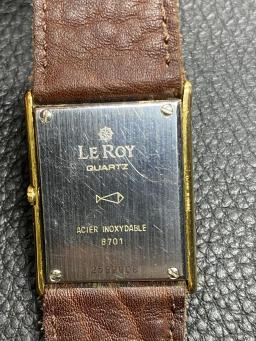 LE ROY
QUARTZ
ACIER INOXYDABLE
8701